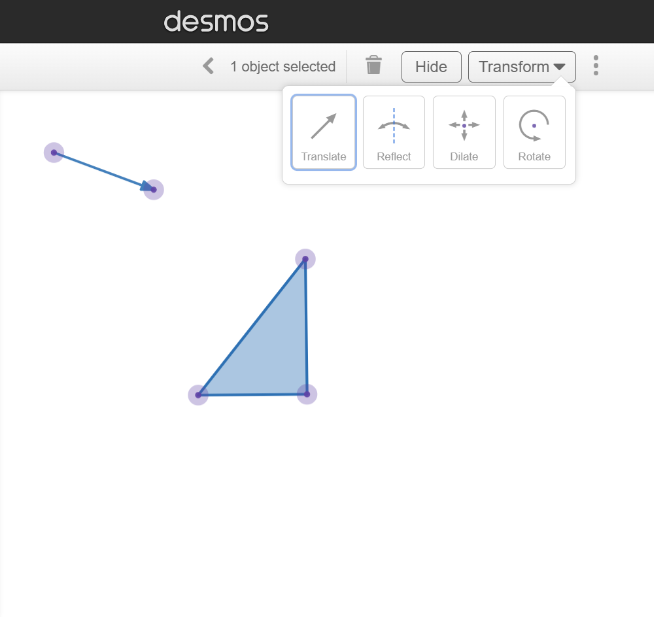 desmos
1 object selected Hide Transform
Translate Reflect Dilate Rotate